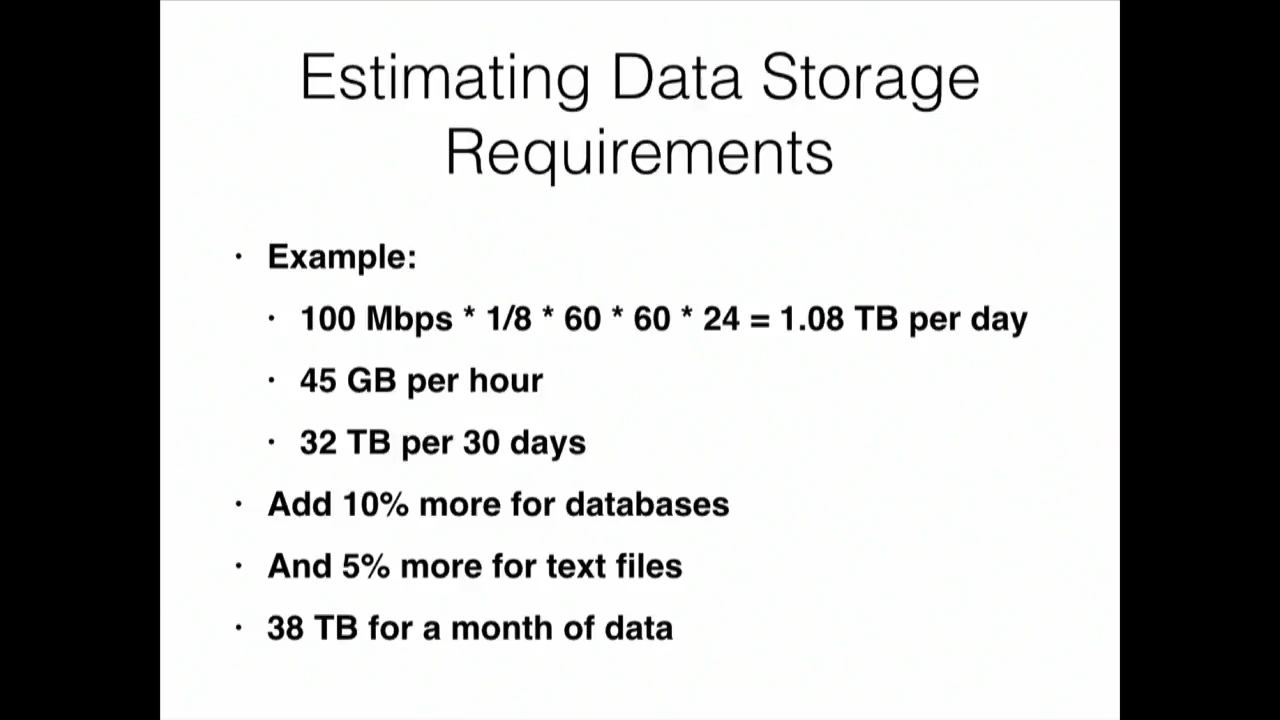 Estimating Data Storage
Requirements
• Example:
• 100 Mbps * 1/8 * 60 * 60 * 24 = 1.08 TB per day
• 45 GB per hour
• 32 TB per 30 days
• Add 10% more for databases
• And 5% more for text files
• 38 TB for a month of data